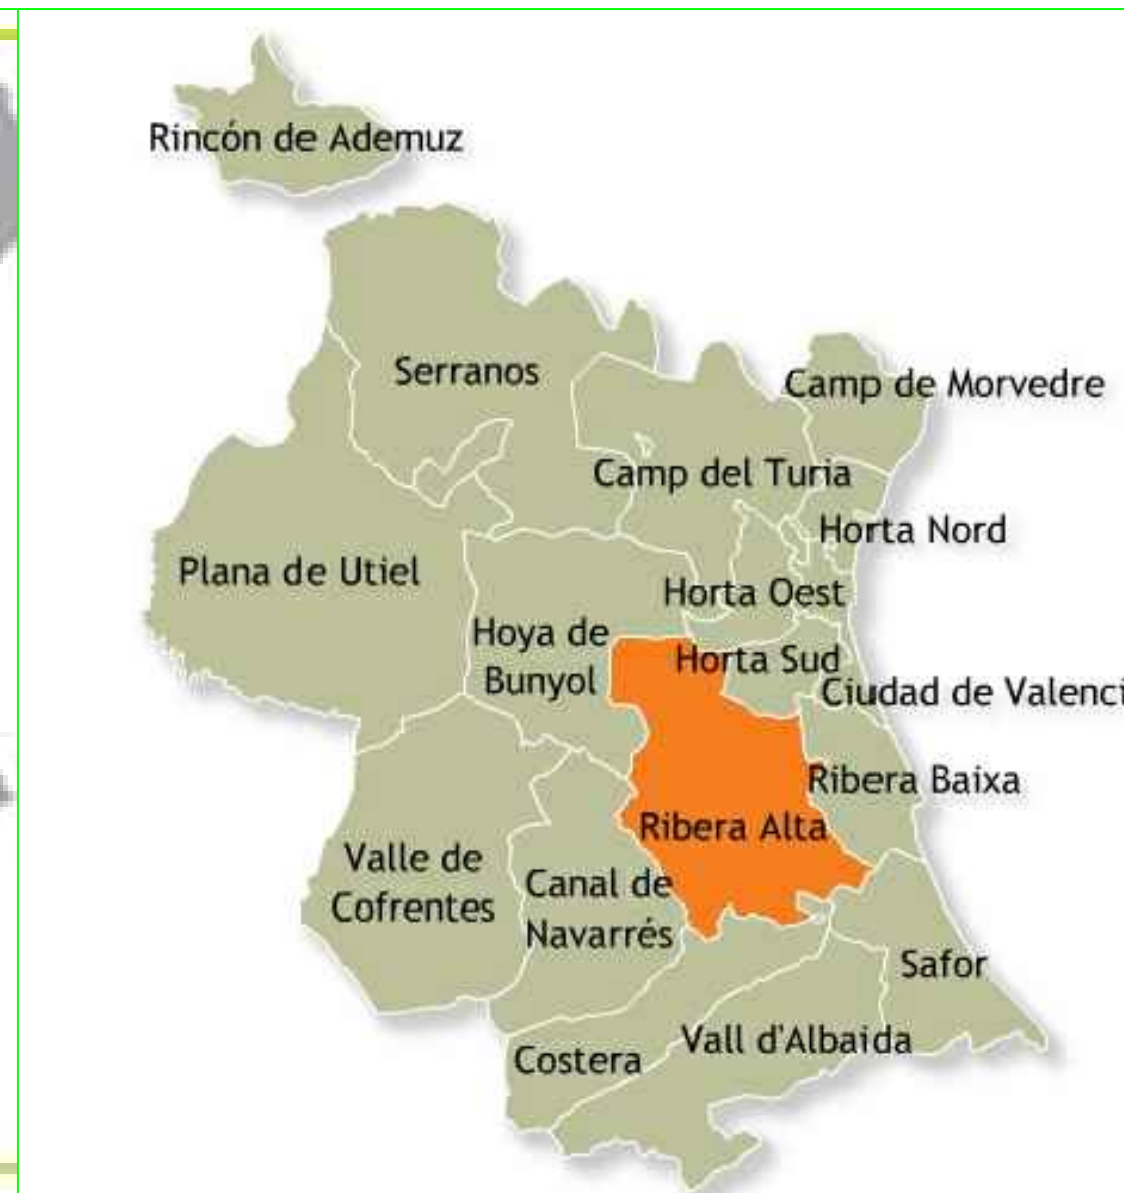 Rincón de Ademuz
Serranos
Camp de Morvedre
Camp del Turia
Horta Nord
Plana de Utiel
Horta Oest
Hoya de
Bunyol
Horta Sud
Ciudad de Valenci
Ribera Baixa
Ribera Alta
Valle de
Cofrentes
Canal de
Navarrés
Safor
Vall d'Albaida
Costera